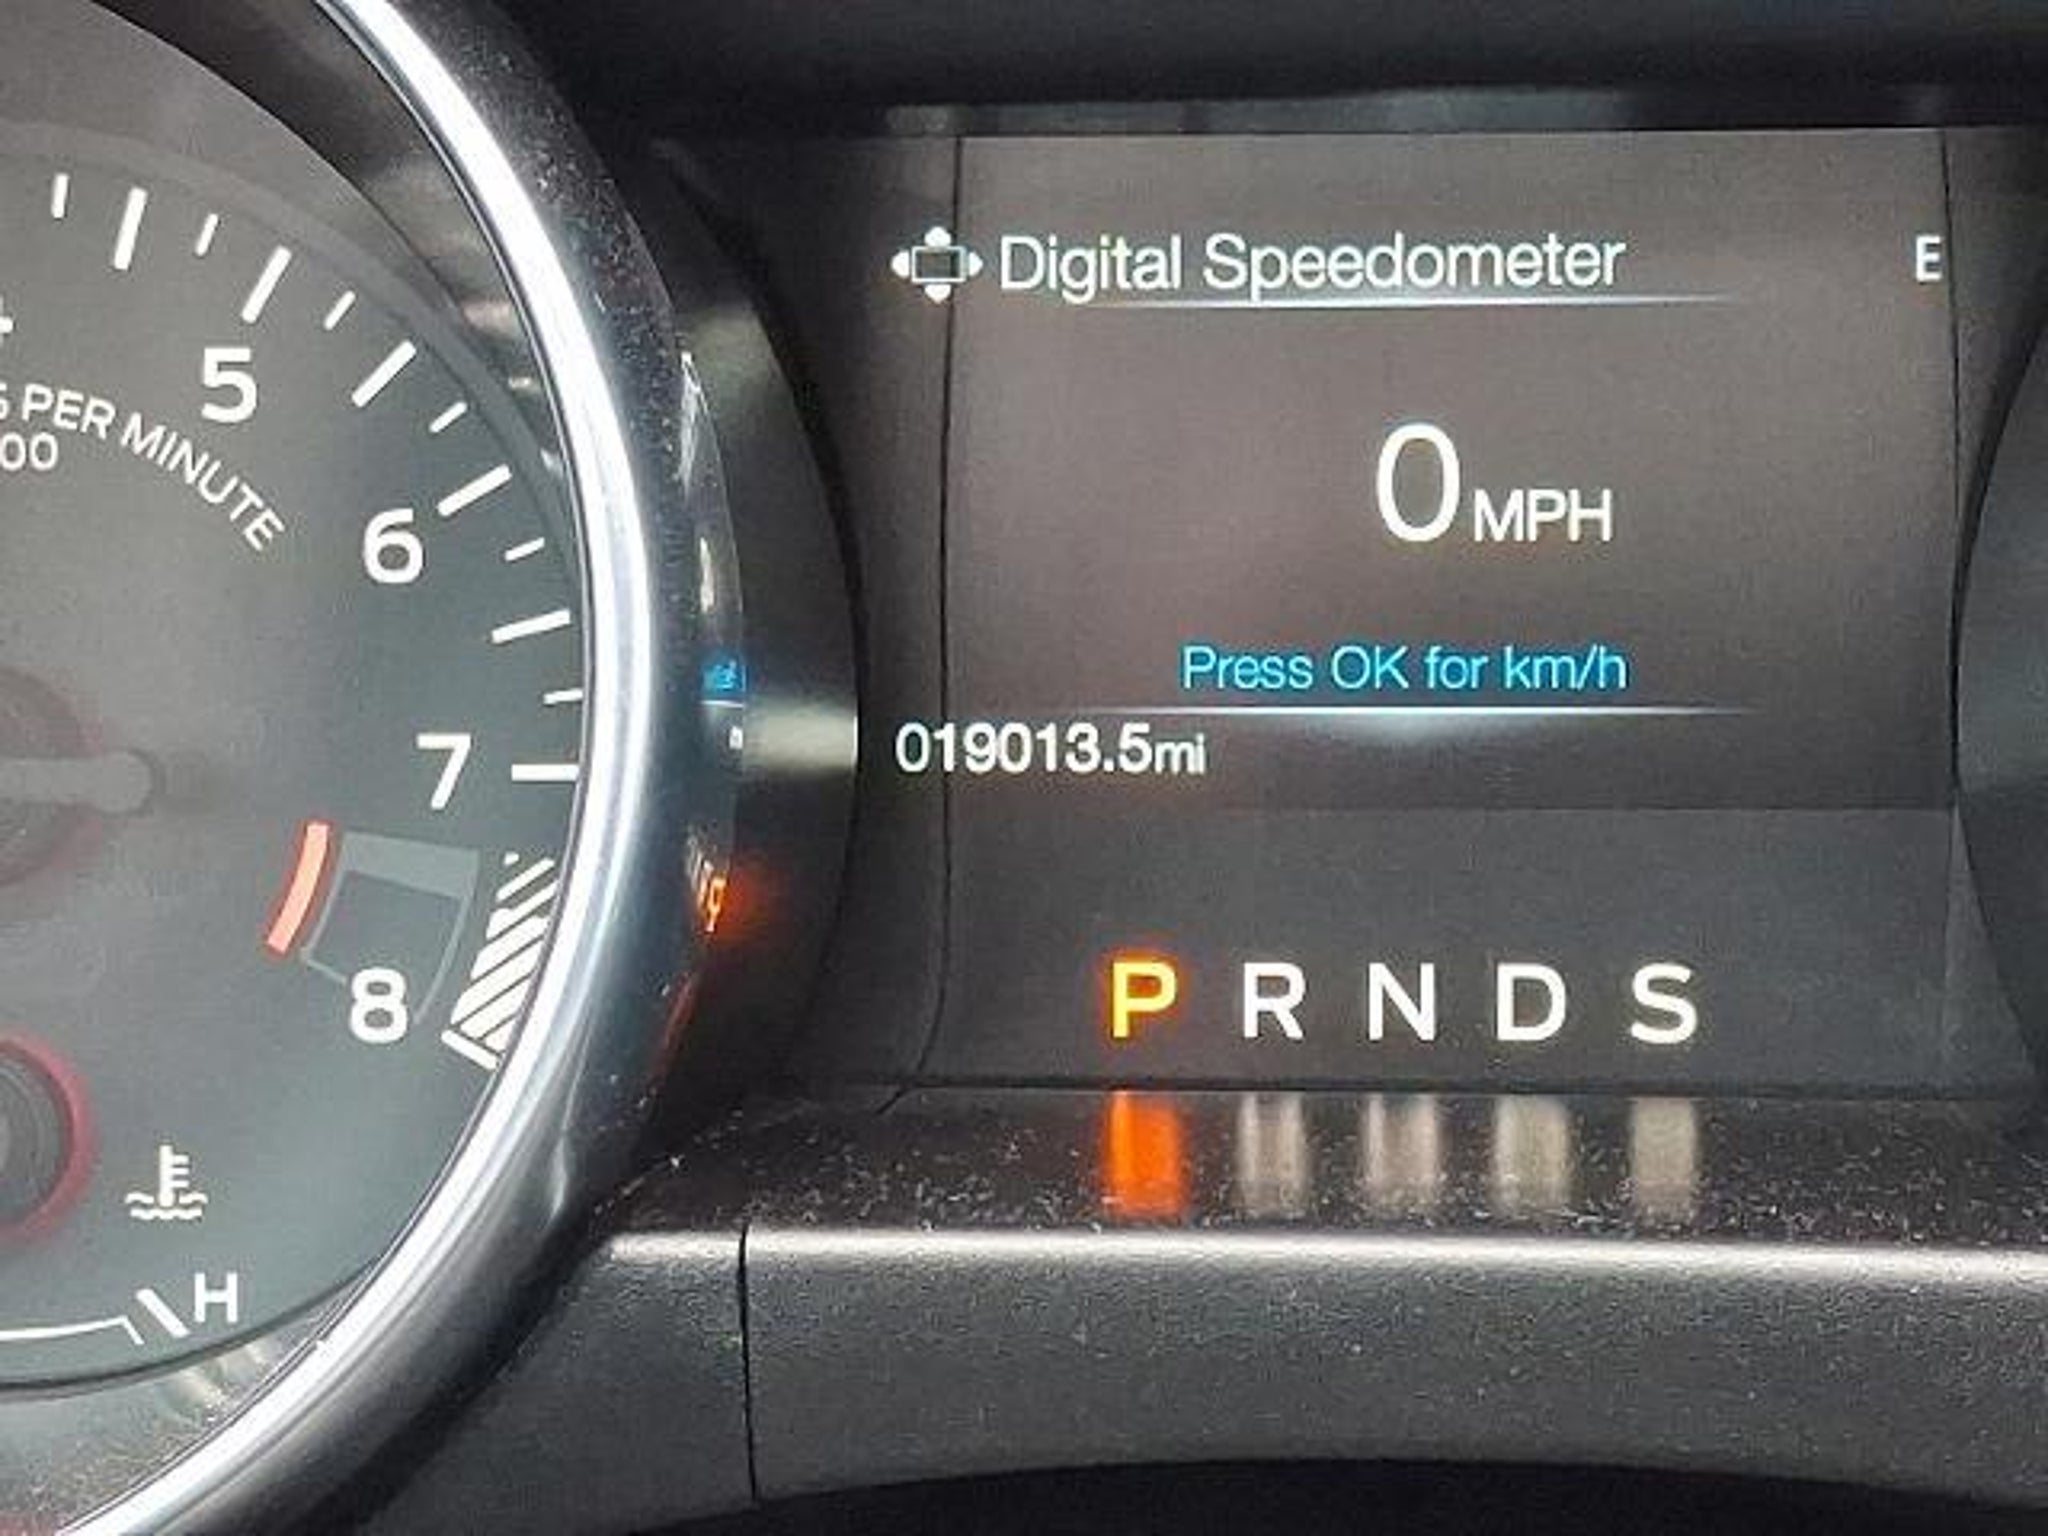 Digital Speedometer E
0 MPH
Press OK for km/h
019013.5mi
P R N D S
5
6
7
8
PER MINUTE
00
H